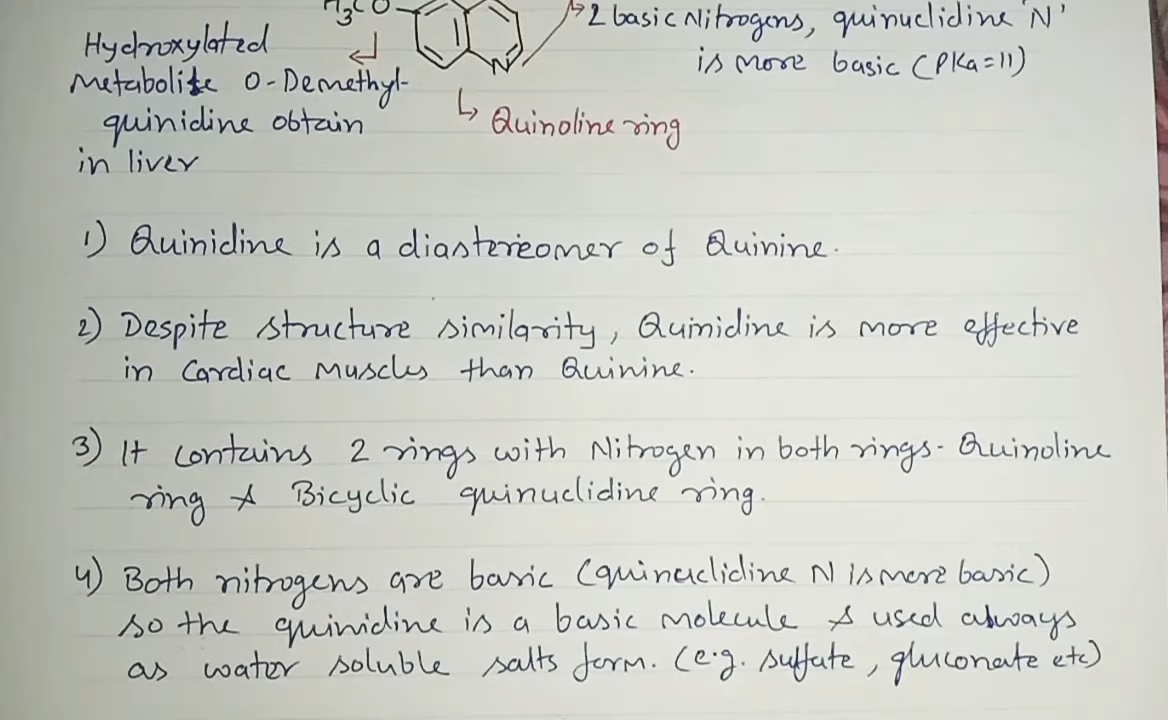 H3CO
2 basic Nitrogens, quinuclidine 'N'
is more basic (PKa=11)
Hydroxylated
Metabolite O-Demethyl-
quinidine obtain
in liver
N
Quinoline ring
1) Quinidine is a diastereomer of Quinine.
2) Despite structure similarity, Quinidine is more effective
in Cardiac Muscles than Quinine.
3) It contains 2 rings with Nitrogen in both rings- Quinoline
ring & Bicyclic quinuclidine ring.
4) Both nitrogens are basic (quinuclidine N is more basic)
so the quinidine is a basic molecule & used always
as water soluble salts form. (e.g. sulfate, gluconate etc)